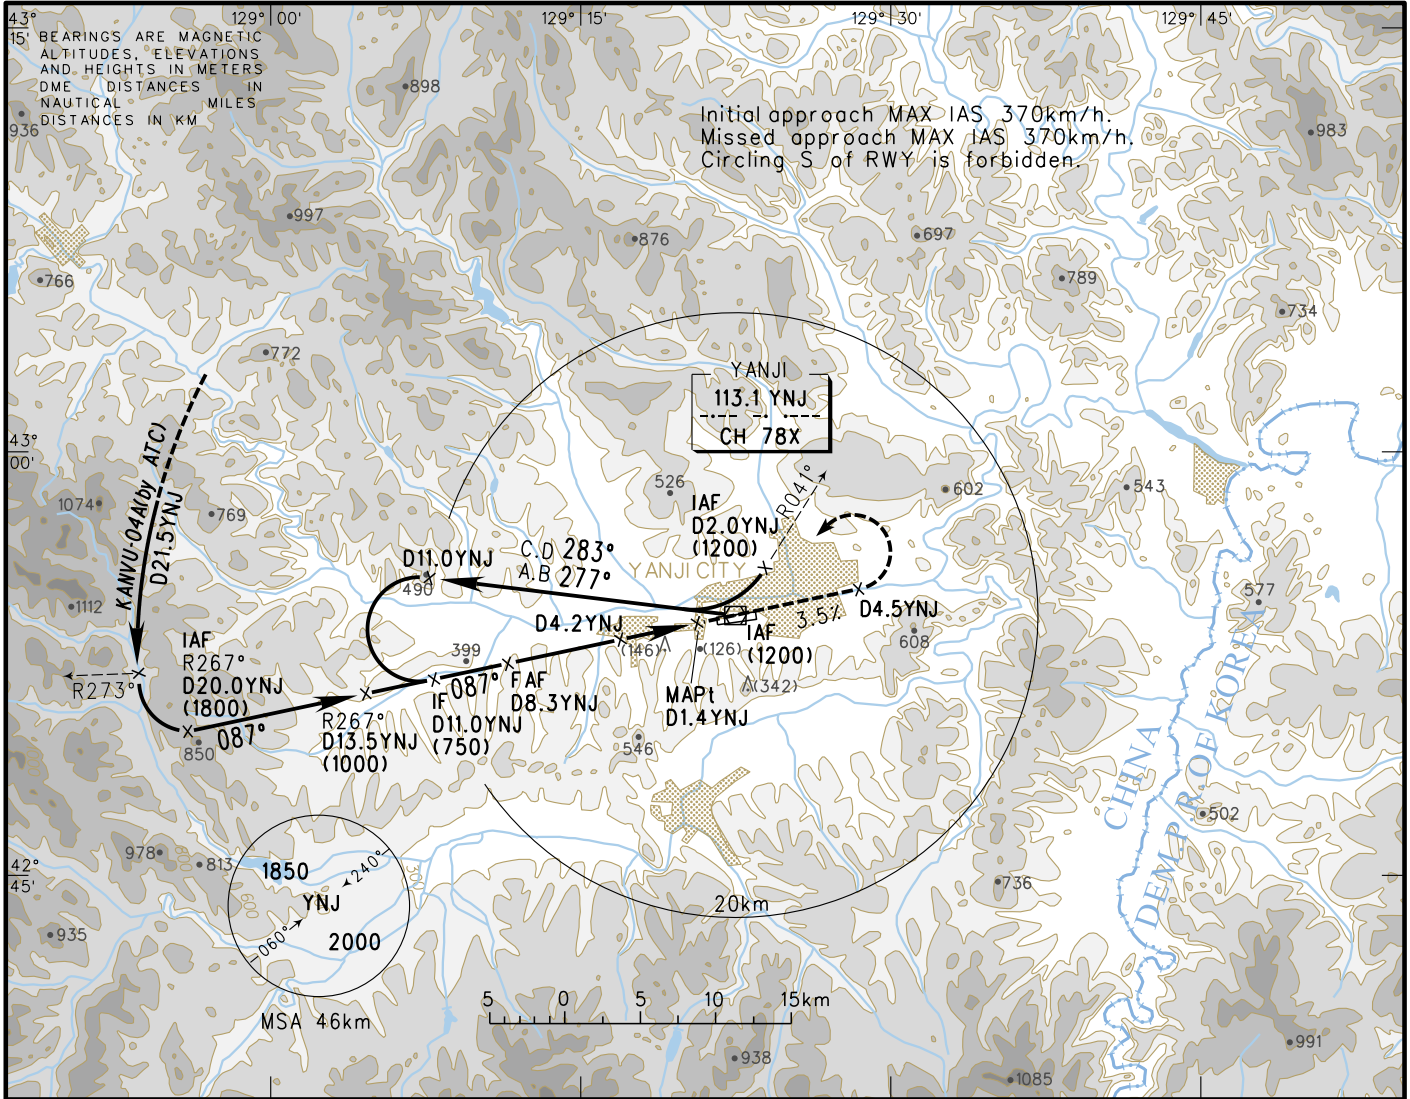 43°
15'
129° 00'
129° 15'
129° 30'
129° 45'
BEARINGS ARE MAGNETIC
ALTITUDES, ELEVATIONS
AND HEIGHTS IN METERS
DME DISTANCES IN
NAUTICAL MILES
DISTANCES IN KM
Initial approach MAX IAS 370km/h.
Missed approach MAX IAS 370km/h.
Circling S of RWY is forbidden.
898
936
983
997
876
697
766
789
734
772
YANJI
113.1 YNJ
CH 78X
43°
00'
KANVU-04A(by ATC)
D21.5YNJ
1074
769
526
602
543
IAF
D2.0YNJ
(1200)
R041°
D11.0YNJ
490
C.D 283°
A.B 277°
YANJI CITY
577
1112
D4.2YNJ
3.5%
D4.5YNJ
608
IAF
R267°
D20.0YNJ
(1800)
R273°
399
(146)
(126)
IAF
(1200)
(342)
087°
850
R267°
D13.5YNJ
(1000)
087°
IF
D11.0YNJ
(750)
FAF
D8.3YNJ
MAPt
D1.4YNJ
546
CHINA
DEM.P.R.OF KOREA
502
978
813
600
600
300
42°
45'
1850
240°
YNJ
060°
2000
MSA 46km
736
20km
935
5 0 5 10 15km
938
991
1085